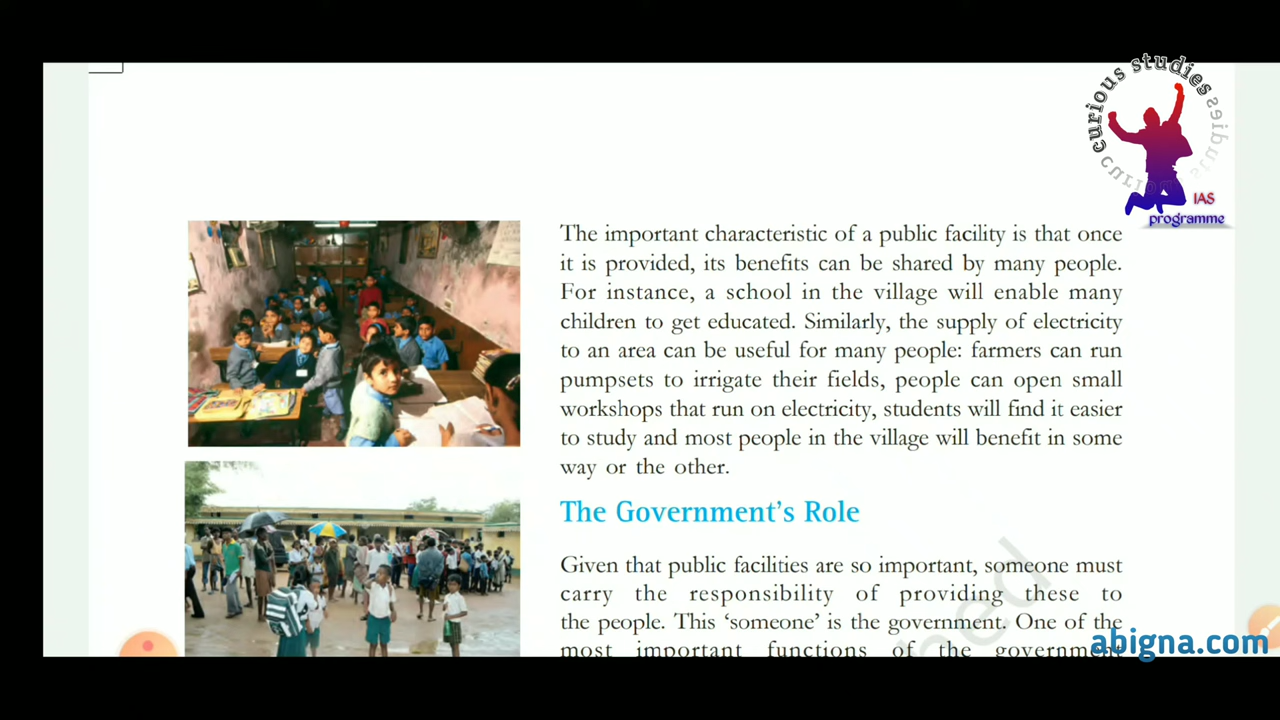 curious studies
curious studies
IAS
programme
The important characteristic of a public facility is that once
it is provided, its benefits can be shared by many people.
For instance, a school in the village will enable many
children to get educated. Similarly, the supply of electricity
to an area can be useful for many people: farmers can run
pumpsets to irrigate their fields, people can open small
workshops that run on electricity, students will find it easier
to study and most people in the village will benefit in some
way or the other.
The Government's Role
Given that public facilities are so important, someone must
carry the responsibility of providing these to
the people. This ‘someone’ is the government. One of the
most important functions of the government
abigna.com